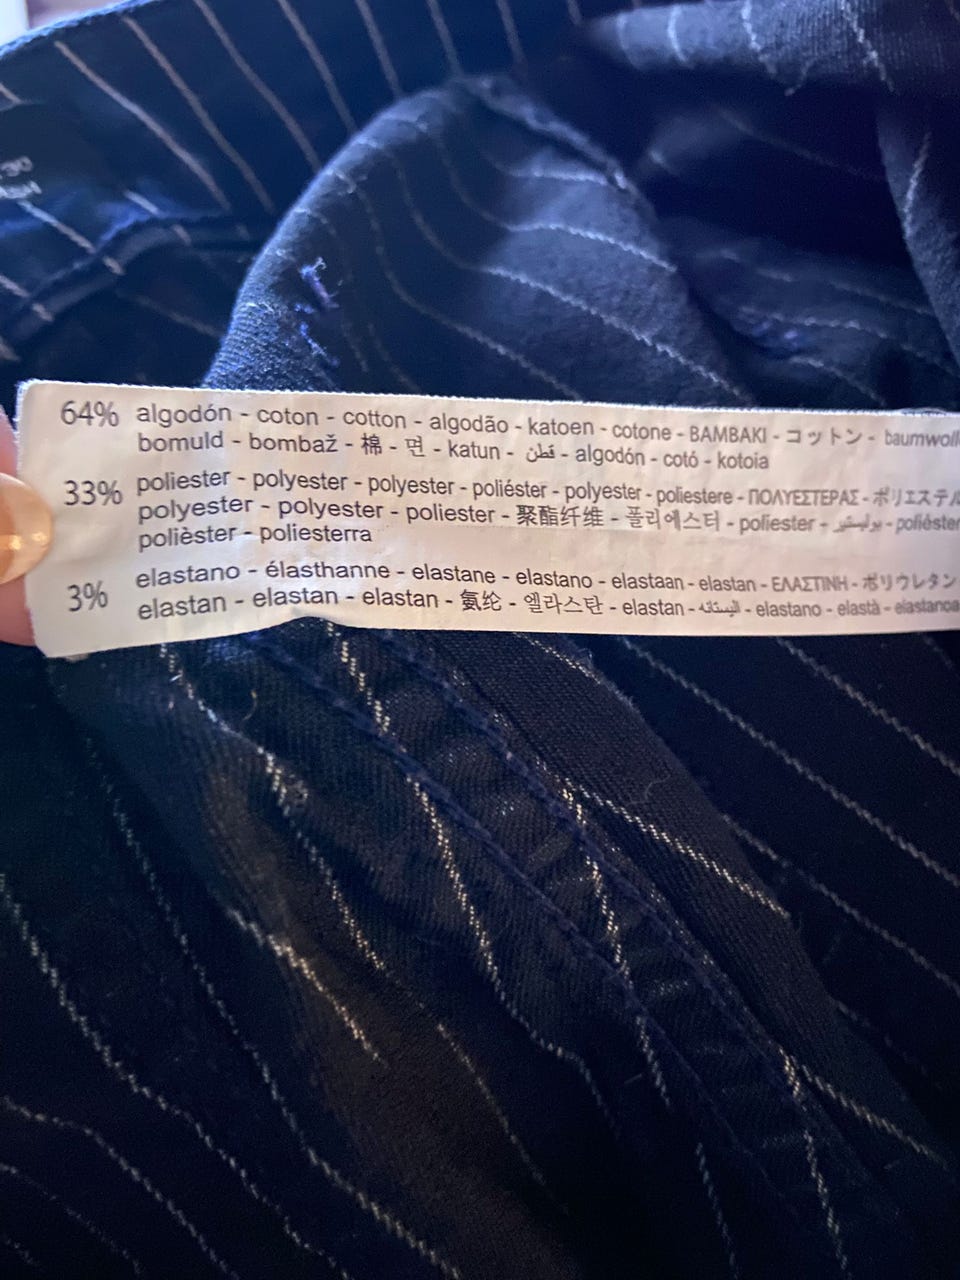 64% algodón - coton - cotton - algodão - katoen - cotone - BAMBAKI - コットン - baumwoll
bomuld - bombaž - 棉 - 면 - katun - قطن - algodón - cotó - kotoia
33% poliester - polyester - polyester - poliéster - polyester - poliestere - ΠΟΛΥΕΣΤΕΡΑΣ - ポリエステル
polyester - polyester - poliester - 聚酯纤维 - 폴리에스터 - poliester - بوليستير - polièster
polièster - poliesterra
3% elastano - élasthanne - elastane - elastano - elastaan - elastan - ΕΛΑΣΤΙΝΗ - ポリウレタン
elastan - elastan - elastan - 氨纶 - 엘라스탄 - elastan - - elastano - elastà - elastanoa